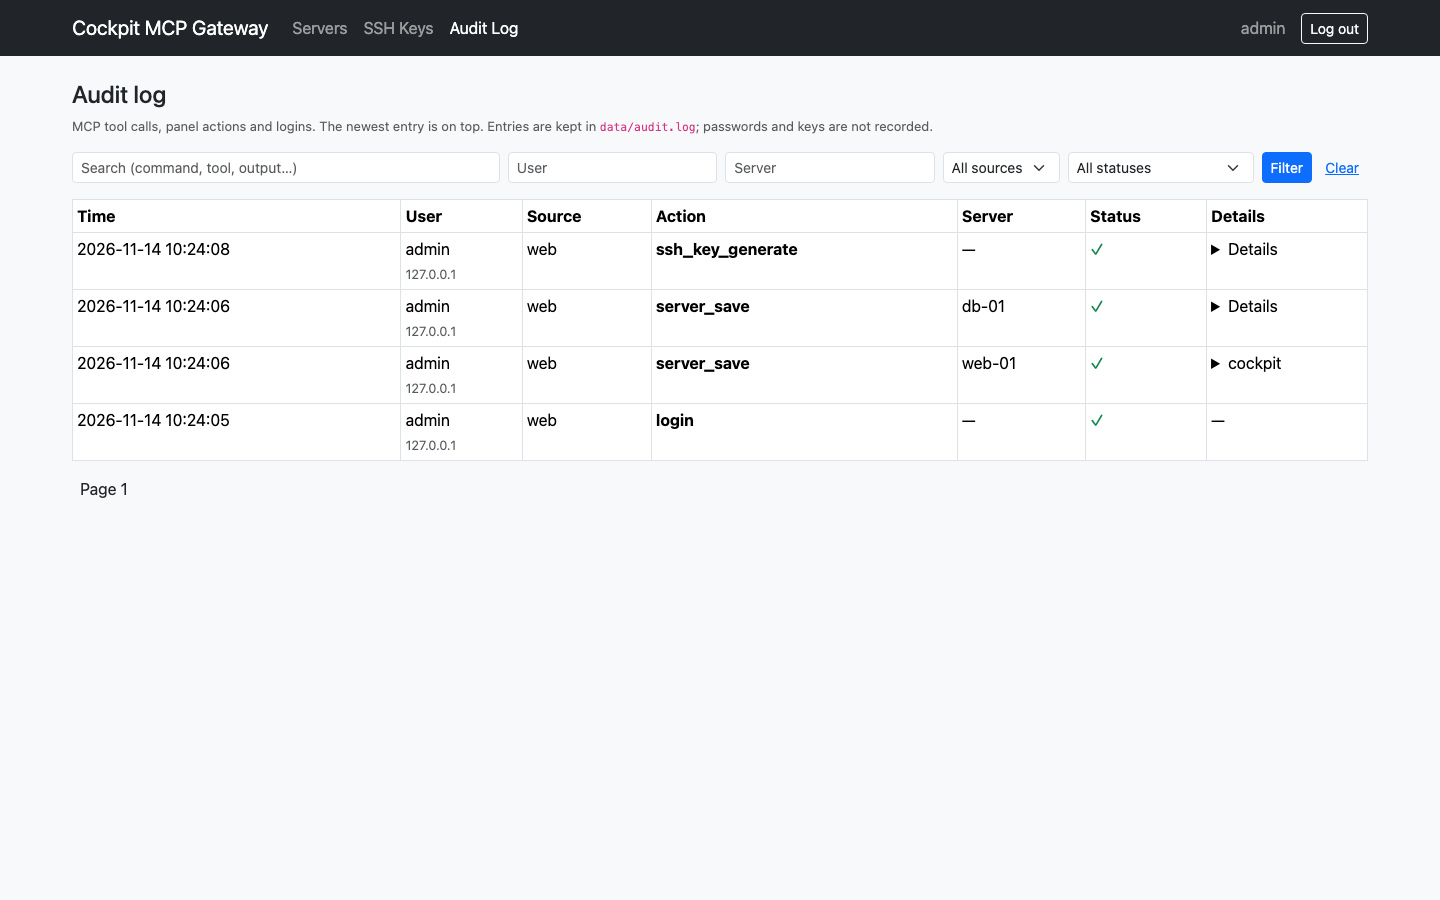 Cockpit MCP Gateway Servers SSH Keys Audit Log admin Log out
Audit log
MCP tool calls, panel actions and logins. The newest entry is on top. Entries are kept in data/audit.log; passwords and keys are not recorded.
Search (command, tool, output...) User Server All sources All statuses Filter Clear
Time User Source Action Server Status Details
2026-11-14 10:24:08 admin web ssh_key_generate — ✓ ▶ Details
127.0.0.1
2026-11-14 10:24:06 admin web server_save db-01 ✓ ▶ Details
127.0.0.1
2026-11-14 10:24:06 admin web server_save web-01 ✓ ▶ cockpit
127.0.0.1
2026-11-14 10:24:05 admin web login — ✓ —
127.0.0.1
Page 1